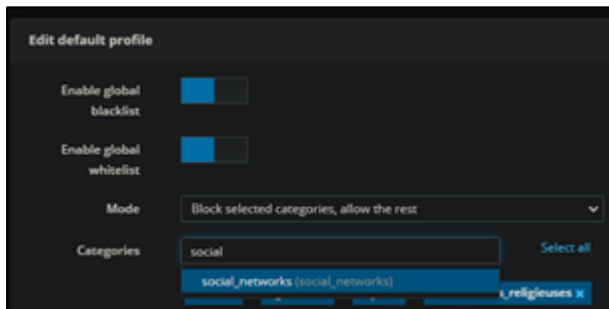 Edit default profile
Enable global
blacklist
Enable global
whitelist
Mode
Block selected categories, allow the rest
Categories
social
Select all
social_networks (social_networks)
s_religieuses x